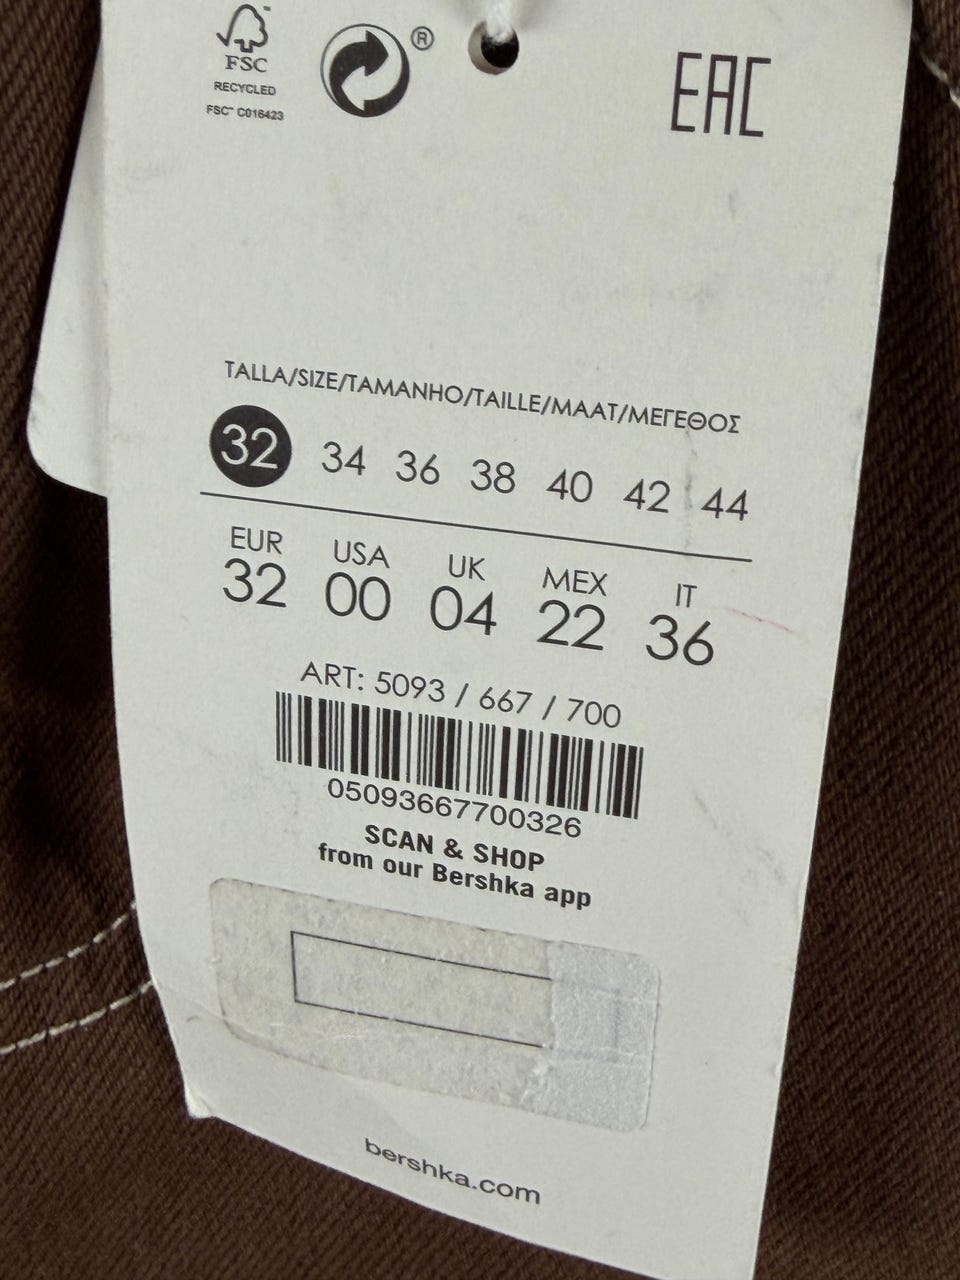 FSC
RECYCLED
FSC™ C016423
®
EAC
TALLA/SIZE/TAMANHO/TAILLE/MAAT/ΜΕΓΕΘΟΣ
32 34 36 38 40 42 44
EUR USA UK MEX IT
32 00 04 22 36
ART: 5093 / 667 / 700
05093667700326
SCAN & SHOP
from our Bershka app
bershka.com